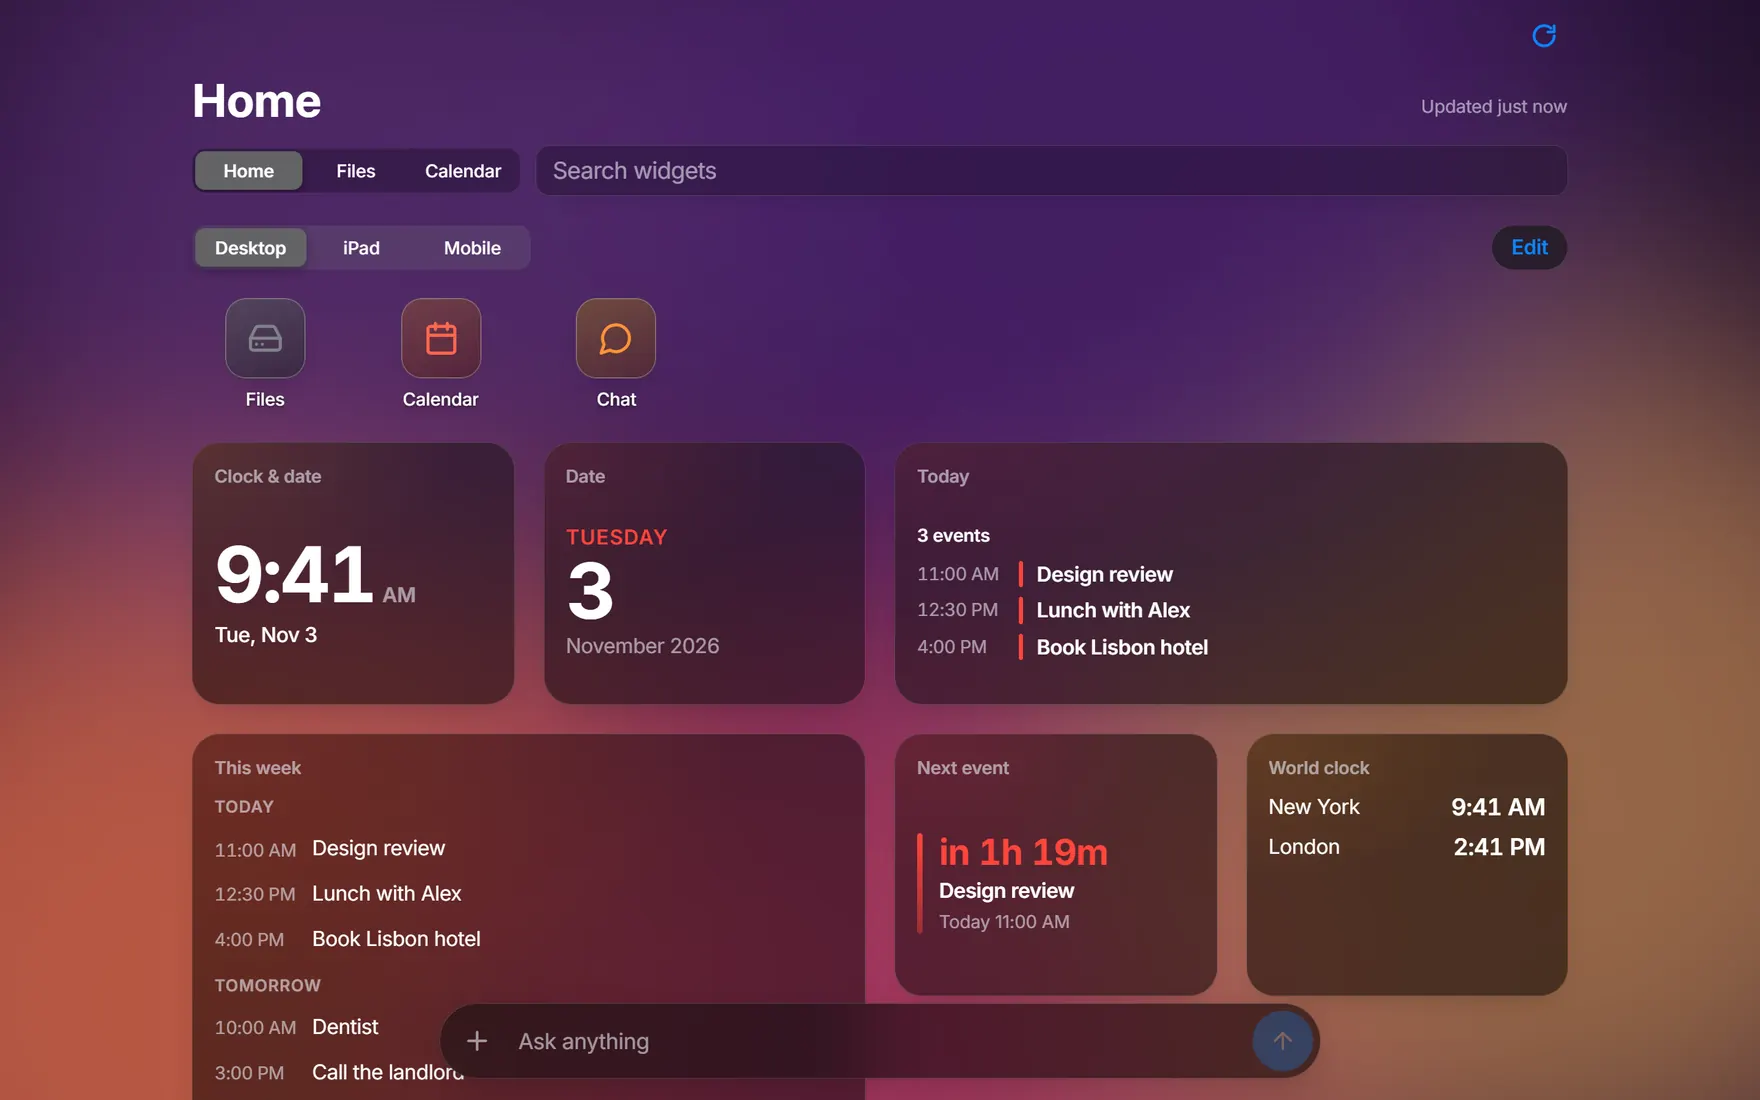 Home
Updated just now
Home Files Calendar
Search widgets
Desktop iPad Mobile
Edit
Files Calendar Chat
Clock & date
9:41 AM
Tue, Nov 3
Date
TUESDAY
3
November 2026
Today
3 events
11:00 AM Design review
12:30 PM Lunch with Alex
4:00 PM Book Lisbon hotel
This week
TODAY
11:00 AM Design review
12:30 PM Lunch with Alex
4:00 PM Book Lisbon hotel
TOMORROW
10:00 AM Dentist
3:00 PM Call the landlord
Next event
in 1h 19m
Design review
Today 11:00 AM
World clock
New York 9:41 AM
London 2:41 PM
Ask anything